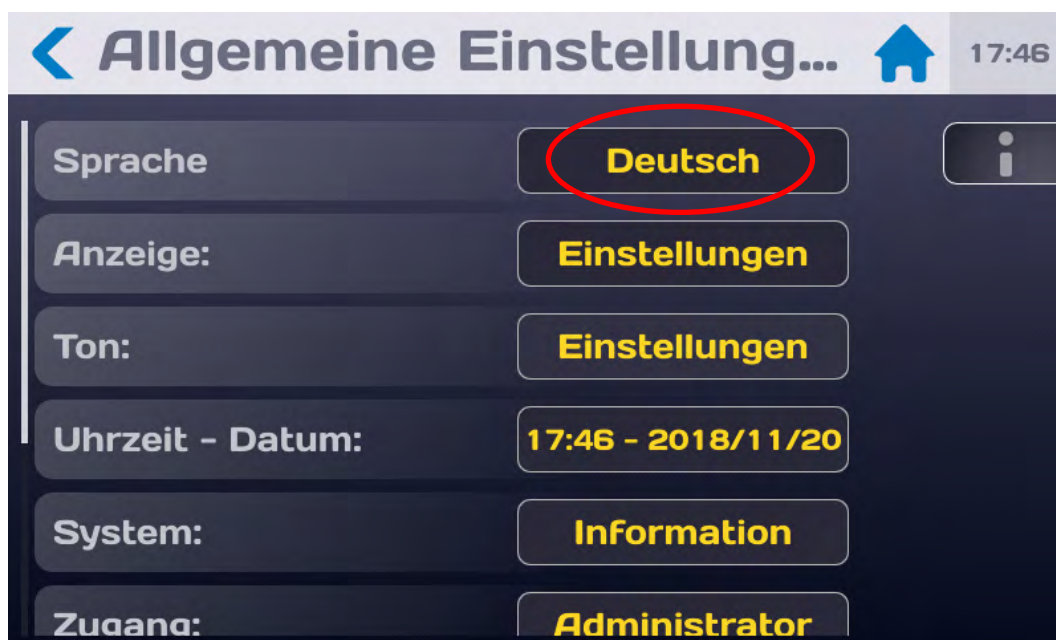 Allgemeine Einstellung... 17:46
Sprache Deutsch
Anzeige: Einstellungen
Ton: Einstellungen
Uhrzeit - Datum: 17:46 - 2018/11/20
System: Information
Zugang: Administrator